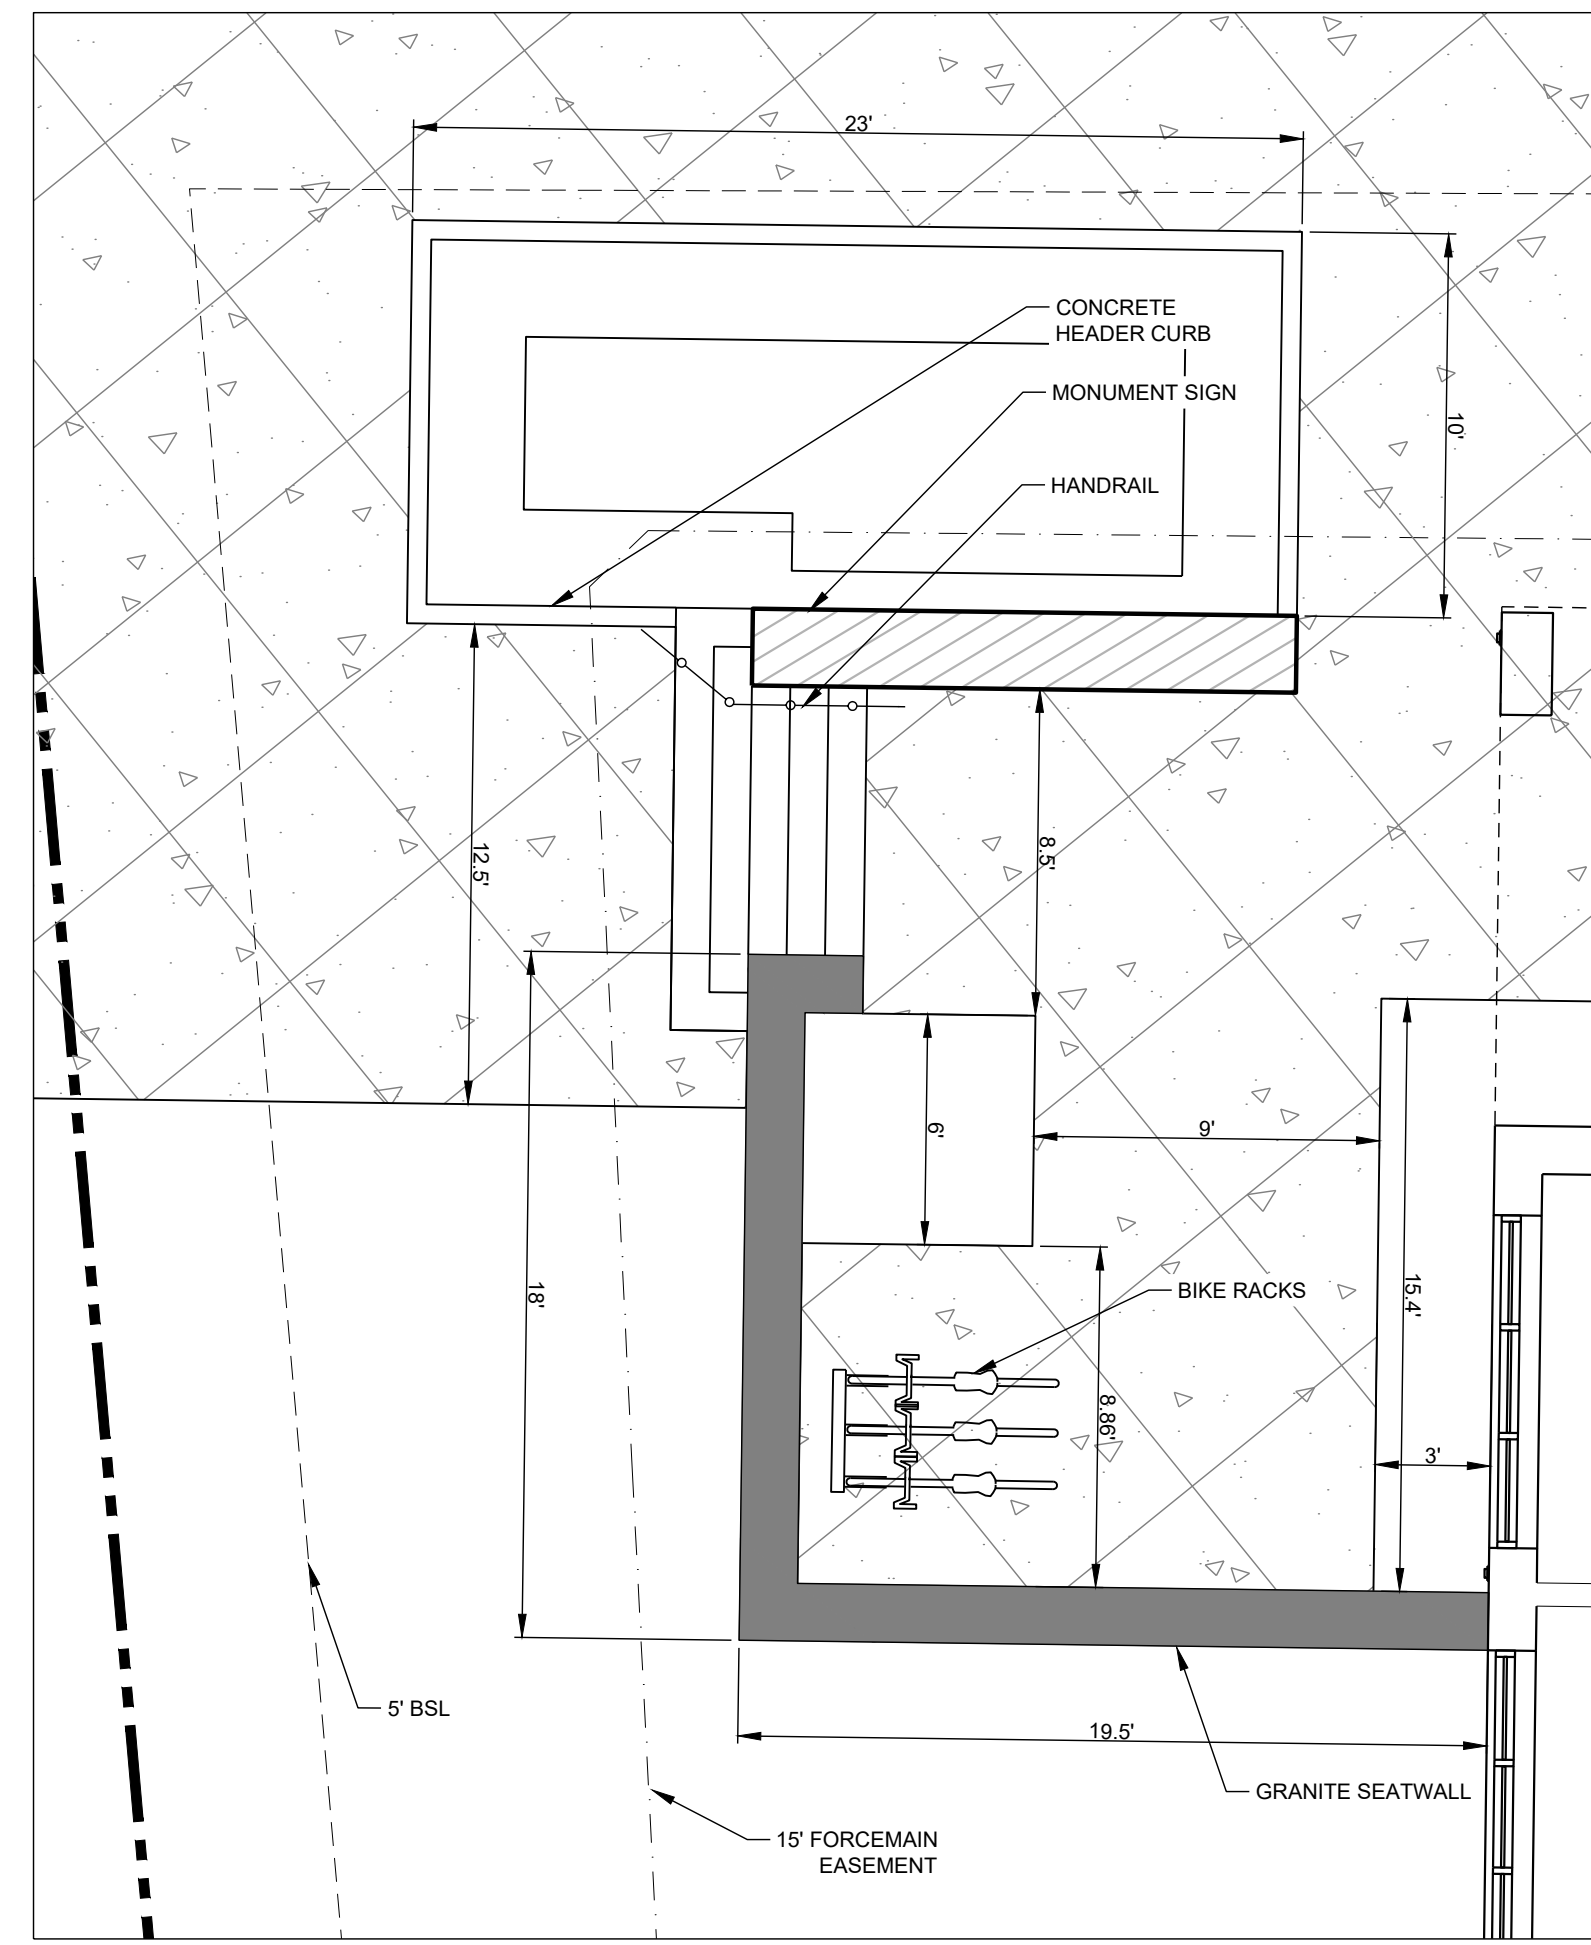 23'
CONCRETE
HEADER CURB
MONUMENT SIGN
10'
HANDRAIL
12.5'
8.5'
6'
9'
18'
BIKE RACKS
15.4'
8.86'
3'
5' BSL
19.5'
GRANITE SEATWALL
15' FORCEMAIN
EASEMENT